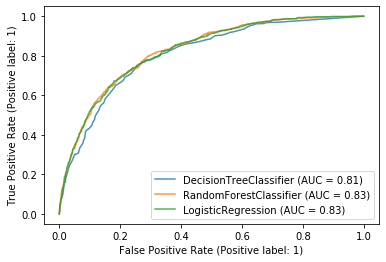 1.0
0.8
0.6
0.4
0.2
0.0
True Positive Rate (Positive label: 1)
DecisionTreeClassifier (AUC = 0.81)
RandomForestClassifier (AUC = 0.83)
LogisticRegression (AUC = 0.83)
0.0 0.2 0.4 0.6 0.8 1.0
False Positive Rate (Positive label: 1)